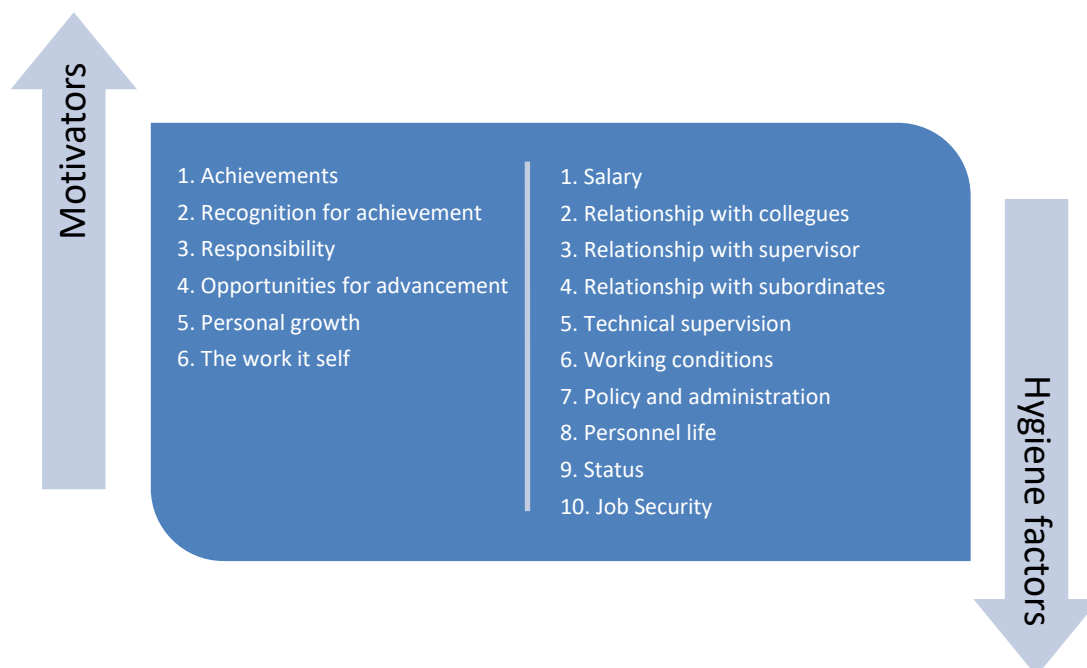 Motivators
1. Achievements
2. Recognition for achievement
3. Responsibility
4. Opportunities for advancement
5. Personal growth
6. The work it self
1. Salary
2. Relationship with collegues
3. Relationship with supervisor
4. Relationship with subordinates
5. Technical supervision
6. Working conditions
7. Policy and administration
8. Personnel life
9. Status
10. Job Security
Hygiene factors